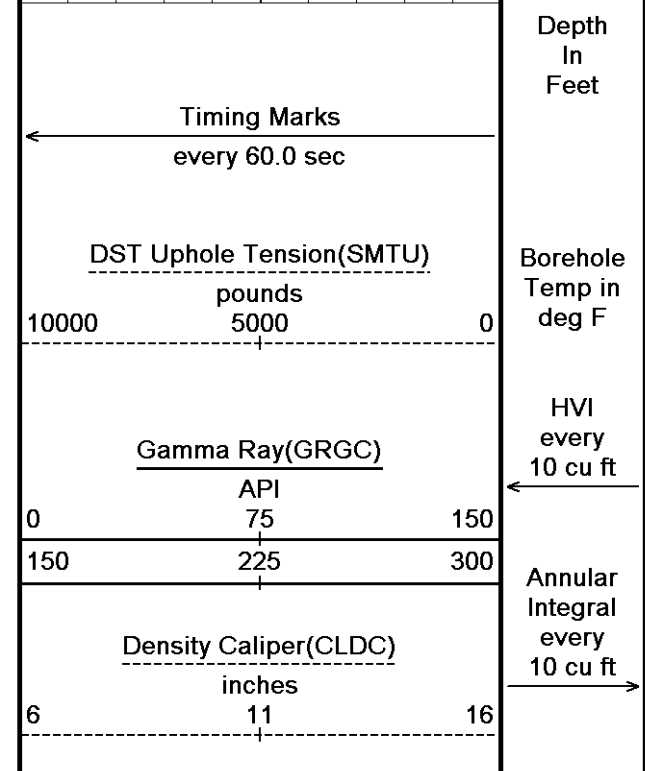 Timing Marks
every 60.0 sec
DST Uphole Tension(SMTU)
pounds
10000 5000 0
Gamma Ray(GRGC)
API
0 75 150
150 225 300
Density Caliper(CLDC)
inches
6 11 16
Depth
In
Feet
Borehole
Temp in
deg F
HVI
every
10 cu ft
Annular
Integral
every
10 cu ft